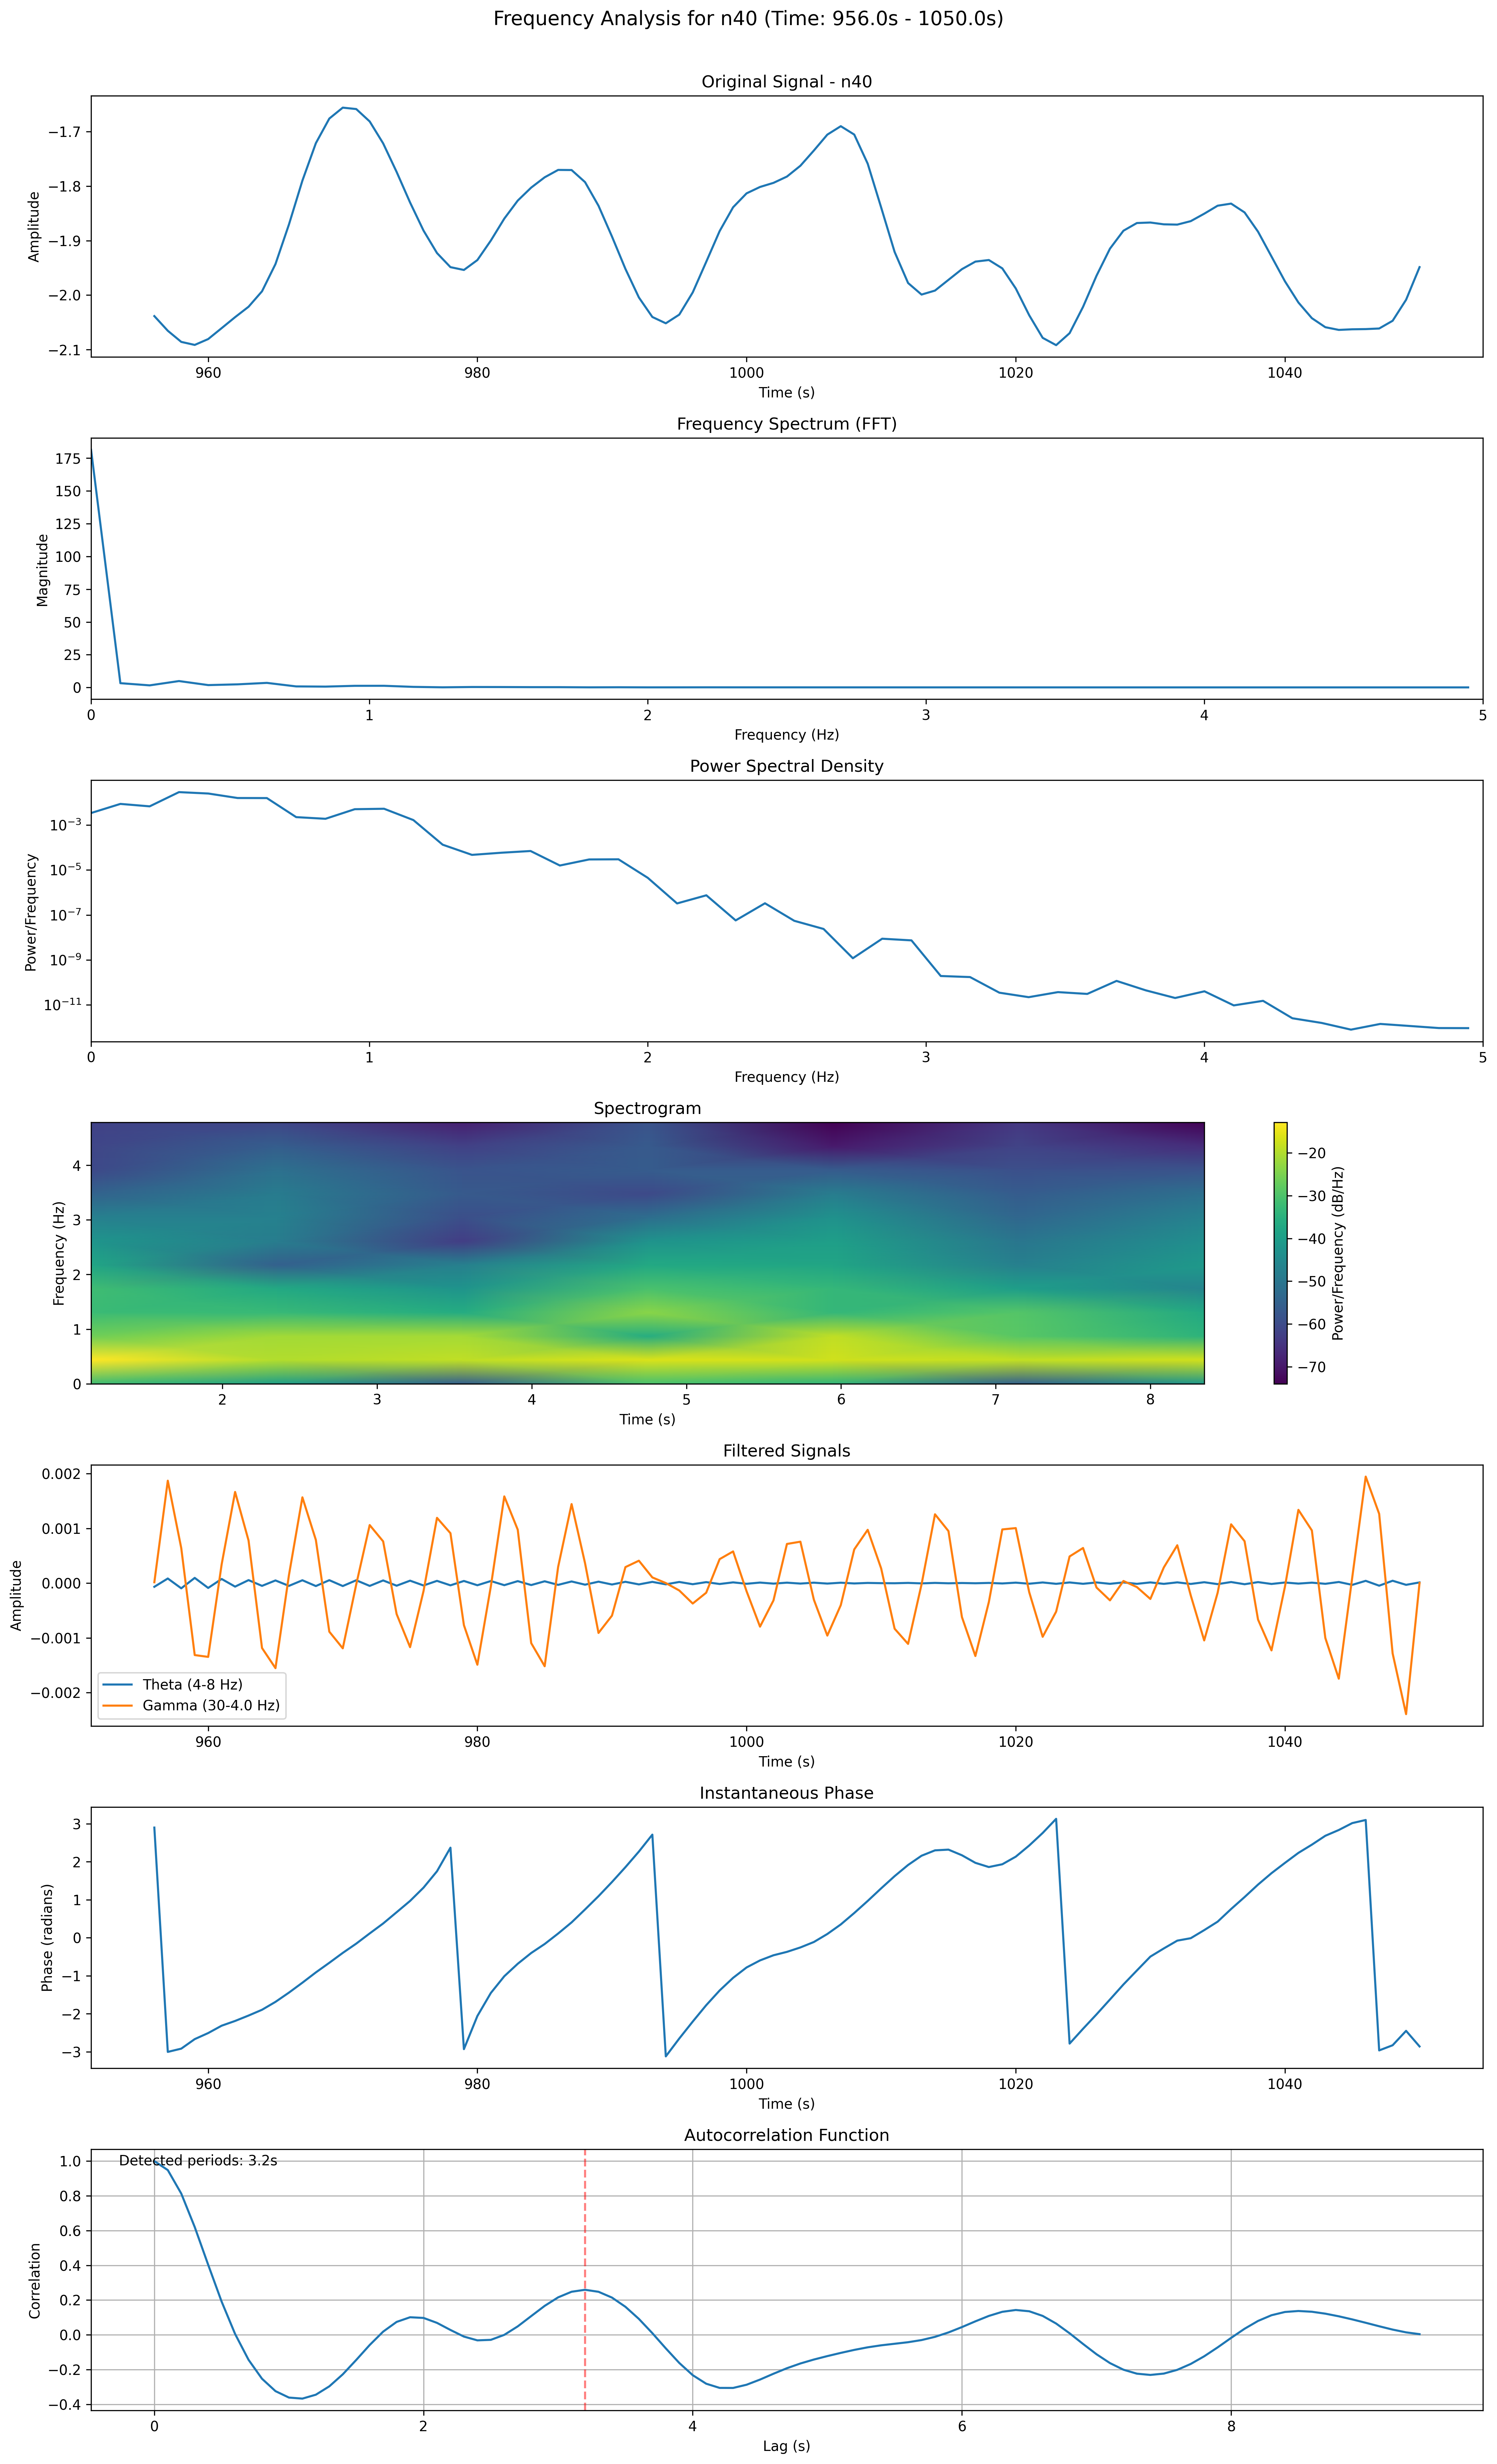 Frequency Analysis for n40 (Time: 956.0s - 1050.0s)
Original Signal - n40
−1.7
−1.8
−1.9
−2.0
−2.1
Amplitude
960 980 1000 1020 1040
Time (s)
Frequency Spectrum (FFT)
175
150
125
100
75
50
25
0
Magnitude
0 1 2 3 4 5
Frequency (Hz)
Power Spectral Density
10−3
10−5
10−7
10−9
10−11
Power/Frequency
0 1 2 3 4 5
Frequency (Hz)
Spectrogram
4
3
2
1
0
Frequency (Hz)
2 3 4 5 6 7 8
Time (s)
−20
−30
−40
−50
−60
−70
Power/Frequency (dB/Hz)
Filtered Signals
0.002
0.001
0.000
−0.001
−0.002
Amplitude
Theta (4-8 Hz)
Gamma (30-4.0 Hz)
960 980 1000 1020 1040
Time (s)
Instantaneous Phase
3
2
1
0
−1
−2
−3
Phase (radians)
960 980 1000 1020 1040
Time (s)
Autocorrelation Function
Detected periods: 3.2s
1.0
0.8
0.6
0.4
0.2
0.0
−0.2
−0.4
Correlation
0 2 4 6 8
Lag (s)